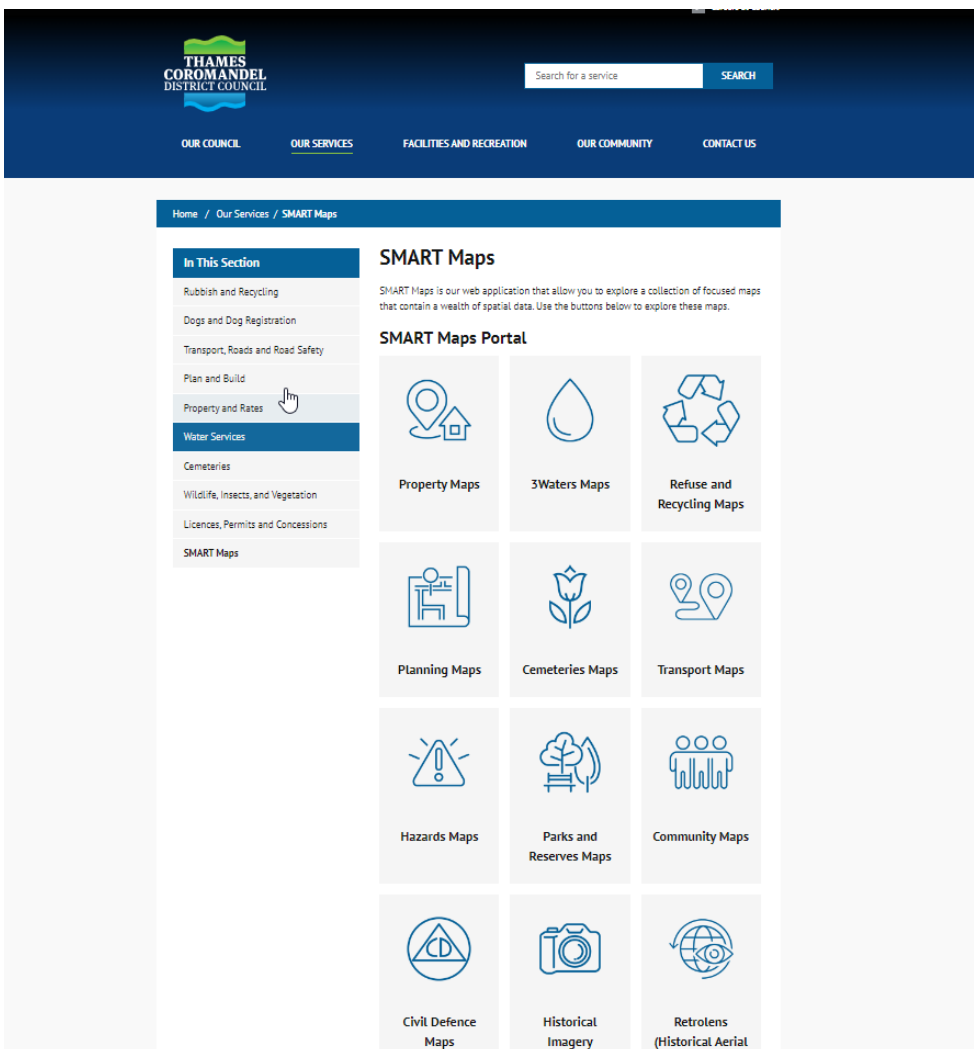 THAMES
COROMANDEL
DISTRICT COUNCIL
Search for a service
SEARCH
OUR COUNCIL
OUR SERVICES
FACILITIES AND RECREATION
OUR COMMUNITY
CONTACT US
Home / Our Services / SMART Maps
In This Section
Rubbish and Recycling
Dogs and Dog Registration
Transport, Roads and Road Safety
Plan and Build
Property and Rates
Water Services
Cemeteries
Wildlife, Insects, and Vegetation
Licences, Permits and Concessions
SMART Maps
SMART Maps
SMART Maps is our web application that allow you to explore a collection of focused maps
that contain a wealth of spatial data. Use the buttons below to explore these maps.
SMART Maps Portal
Property Maps
3Waters Maps
Refuse and
Recycling Maps
Planning Maps
Cemeteries Maps
Transport Maps
Hazards Maps
Parks and
Reserves Maps
Community Maps
CD
Civil Defence
Maps
Historical
Imagery
Retrolens
(Historical Aerial